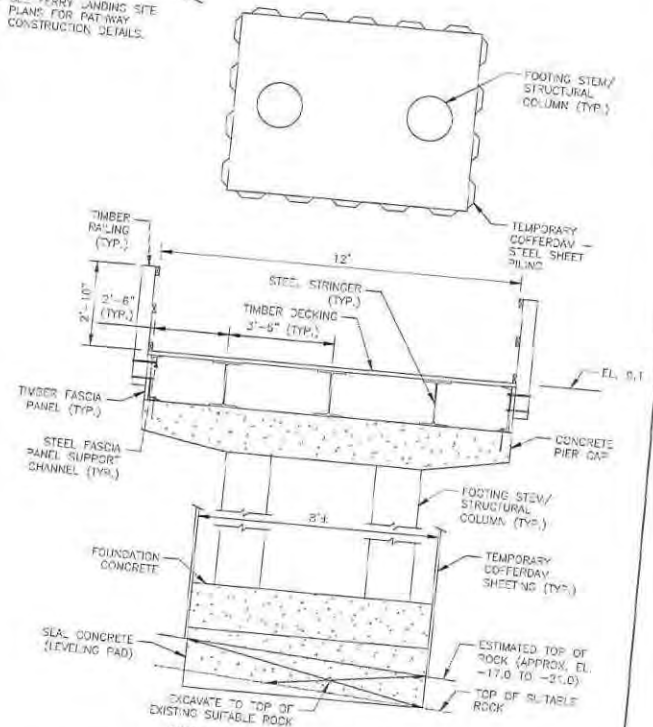 FERRY LANDING SITE
PLANS FOR PATHWAY
CONSTRUCTION DETAILS.
FOOTING STEM/
STRUCTURAL
COLUMN (TYP.)
TEMPORARY
COFFERDAM –
STEEL SHEET
PILING
TIMBER
RAILING
(TYP.)
12'
STEEL STRINGER
(TYP.)
TIMBER DECKING
2'-10"
2'-6"
(TYP.)
(TYP.)
TIMBER FASCIA
PANEL (TYP.)
STEEL FASCIA
PANEL SUPPORT
CHANNEL (TYP.)
CONCRETE
PIER CAP
FOOTING STEM/
STRUCTURAL
COLUMN (TYP.)
8'±
FOUNDATION
CONCRETE
TEMPORARY
COFFERDAM
SHEETING (TYP.)
SEAL CONCRETE
(LEVELING PAD)
ESTIMATED TOP OF
ROCK (APPROX. EL.
-17.0 TO -21.0)
TOP OF SUITABLE
ROCK
EXCAVATE TO TOP OF
EXISTING SUITABLE ROCK